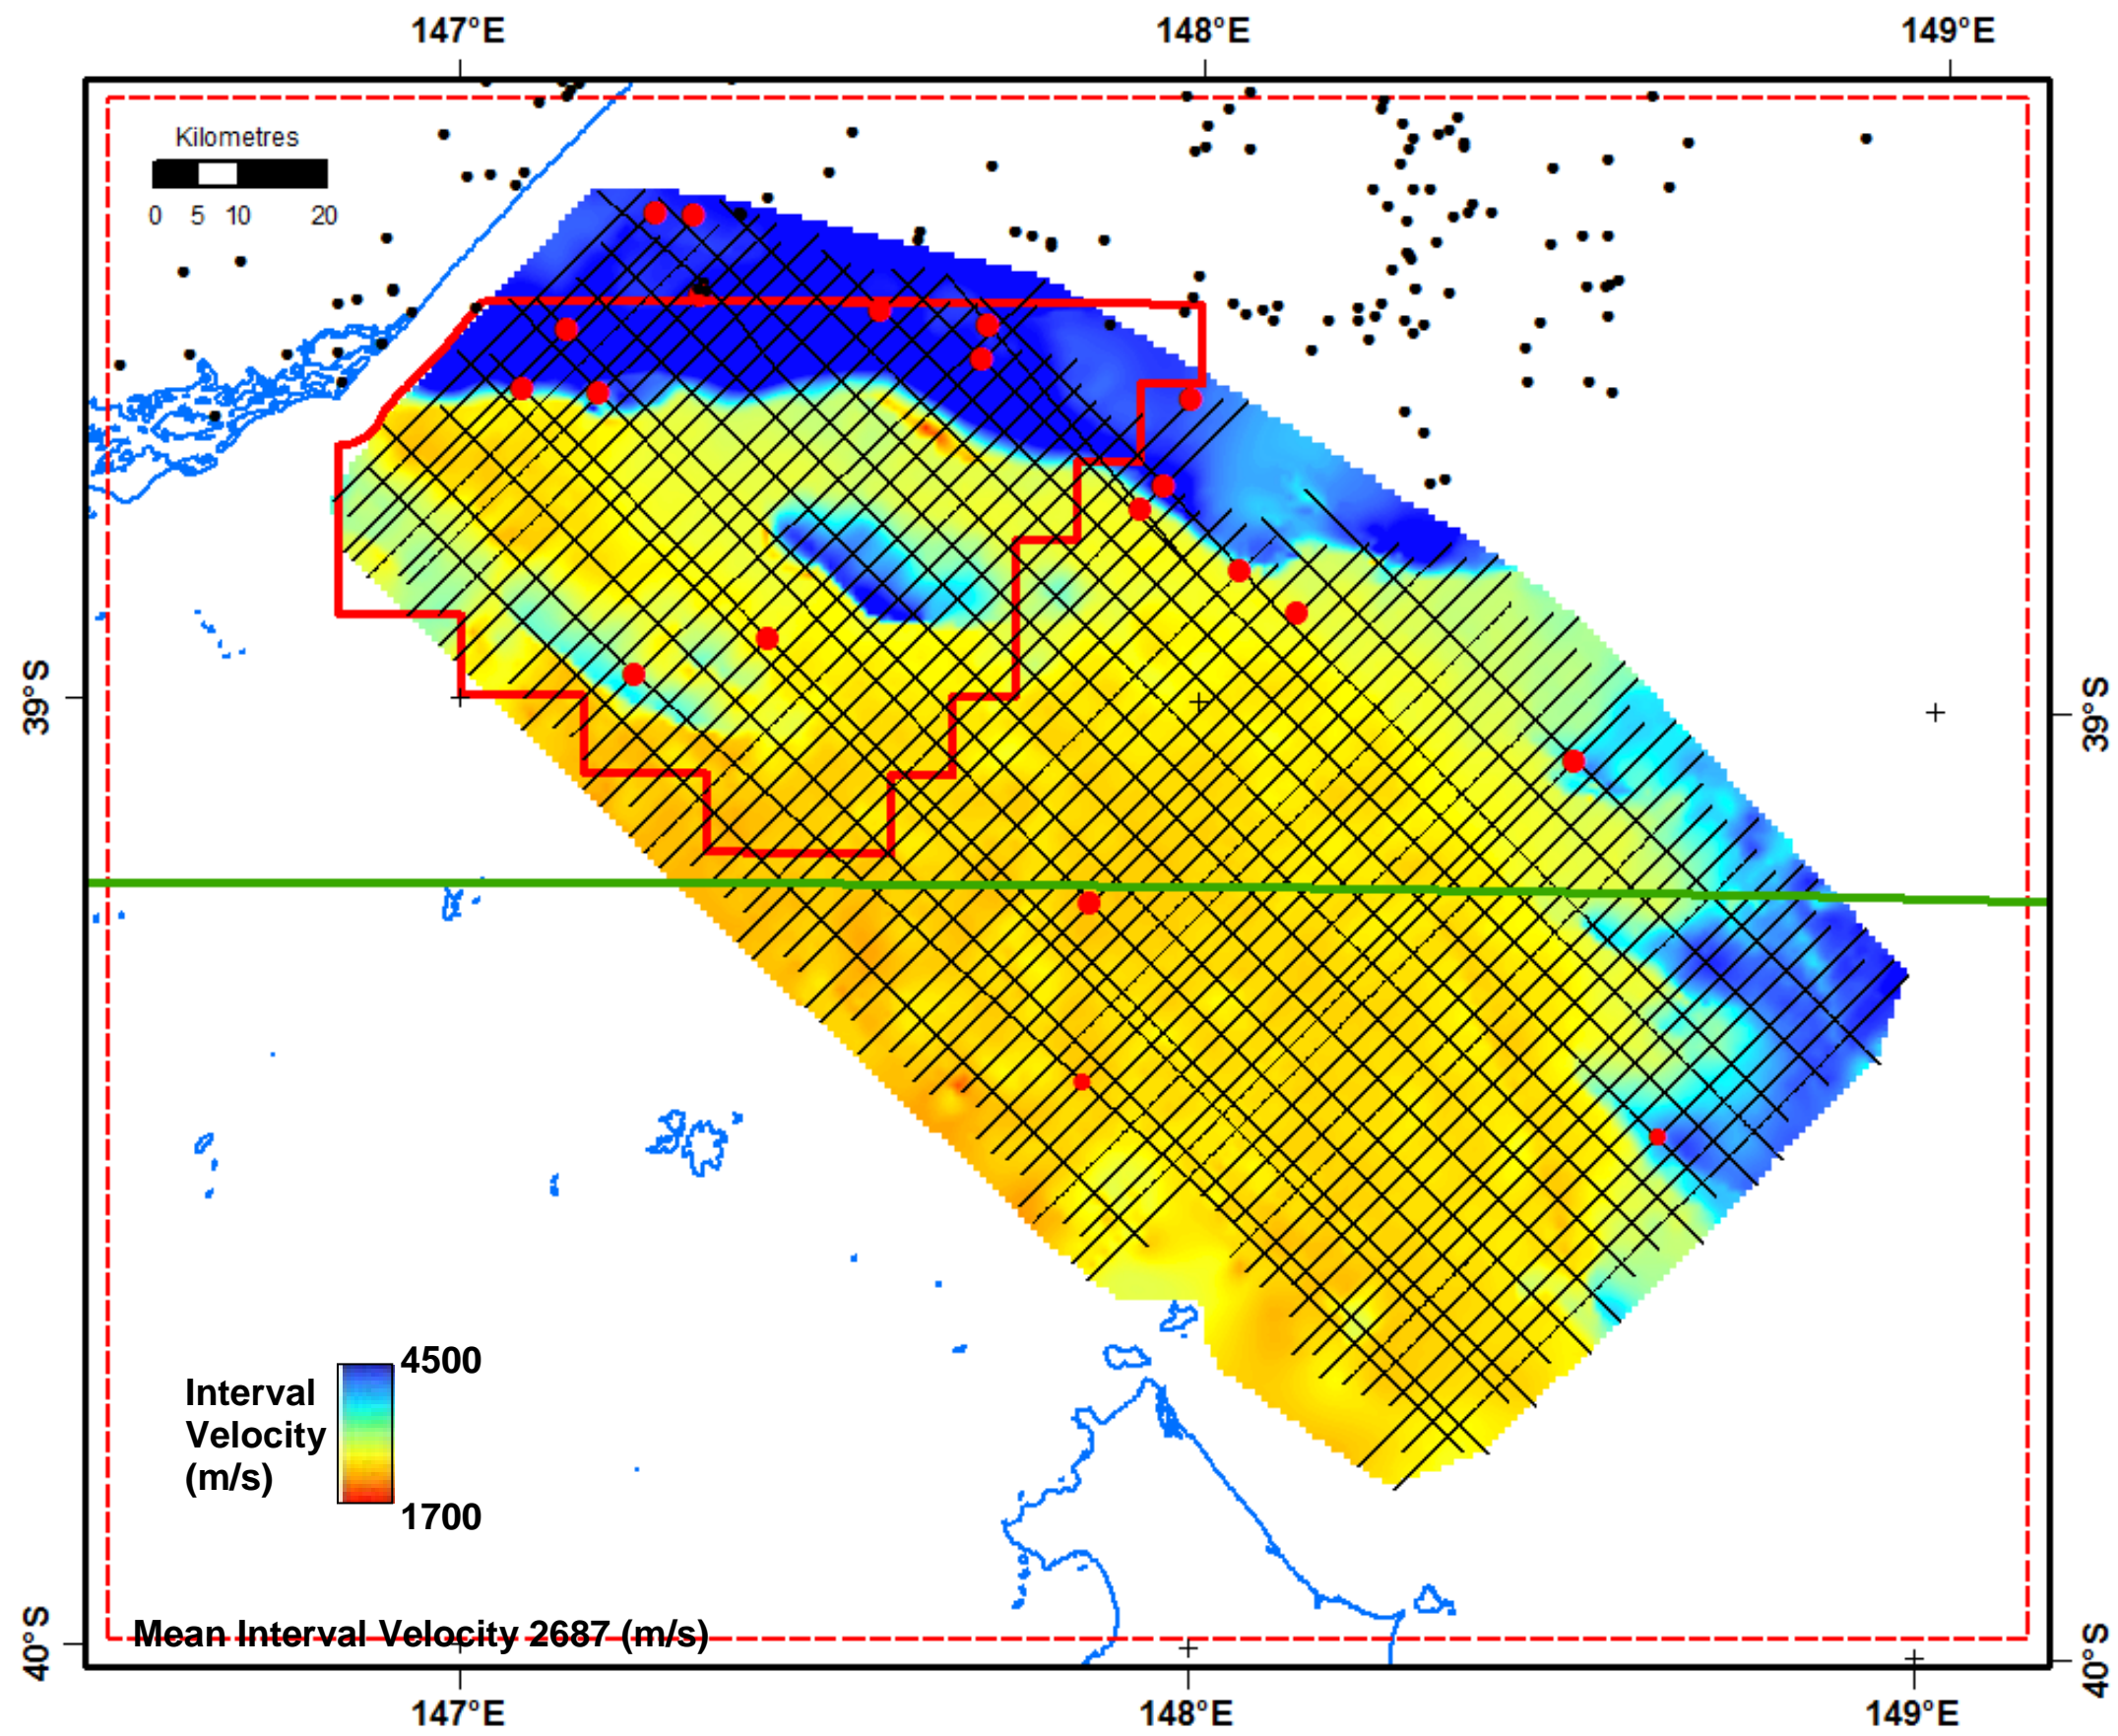 147°E 148°E 149°E
Kilometres
0 5 10 20
39°S 39°S
4500
Interval
Velocity
(m/s)
1700
Mean Interval Velocity 2687 (m/s)
40°S 40°S
147°E 148°E 149°E